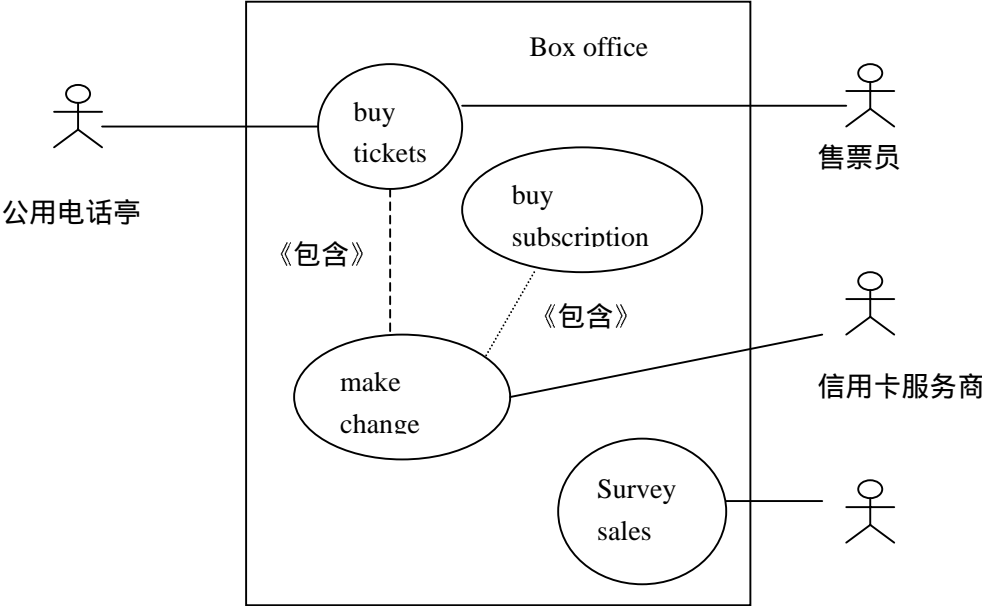 Box office
buy
tickets
售票员
公用电话亭
buy
subscription
《包含》
《包含》
make
change
信用卡服务商
Survey
sales